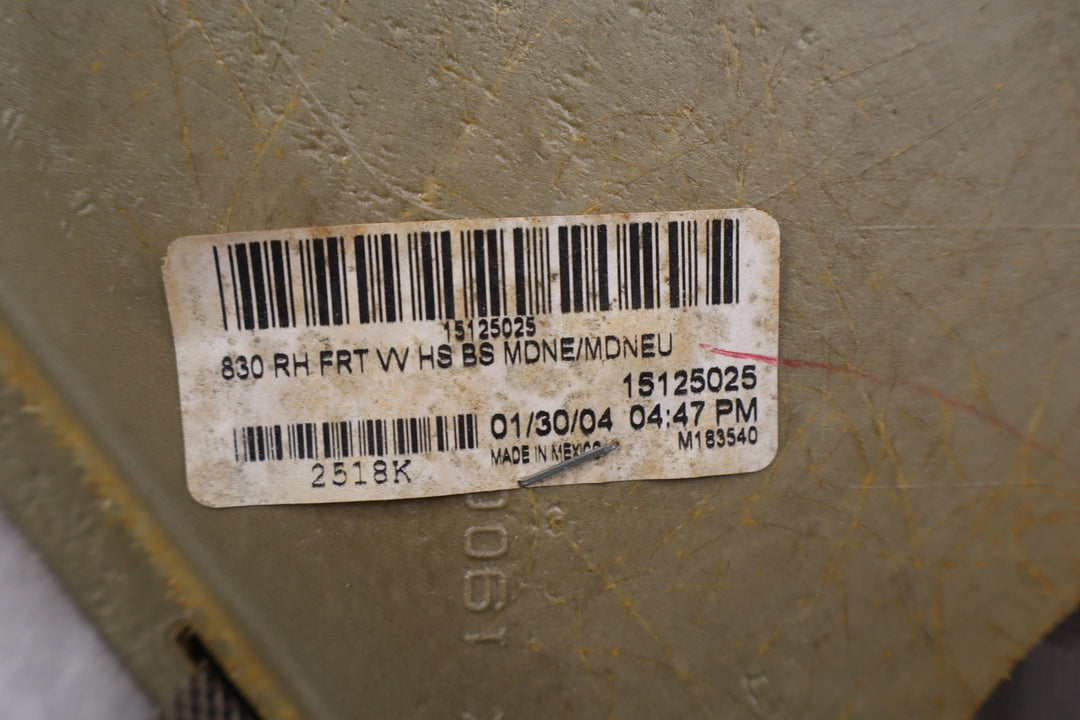 15125025
830 RH FRT VV HS BS MDNE/MDNEU
15125025
01/30/04 04:47 PM
MADE IN MEXICO
M183540
2518K